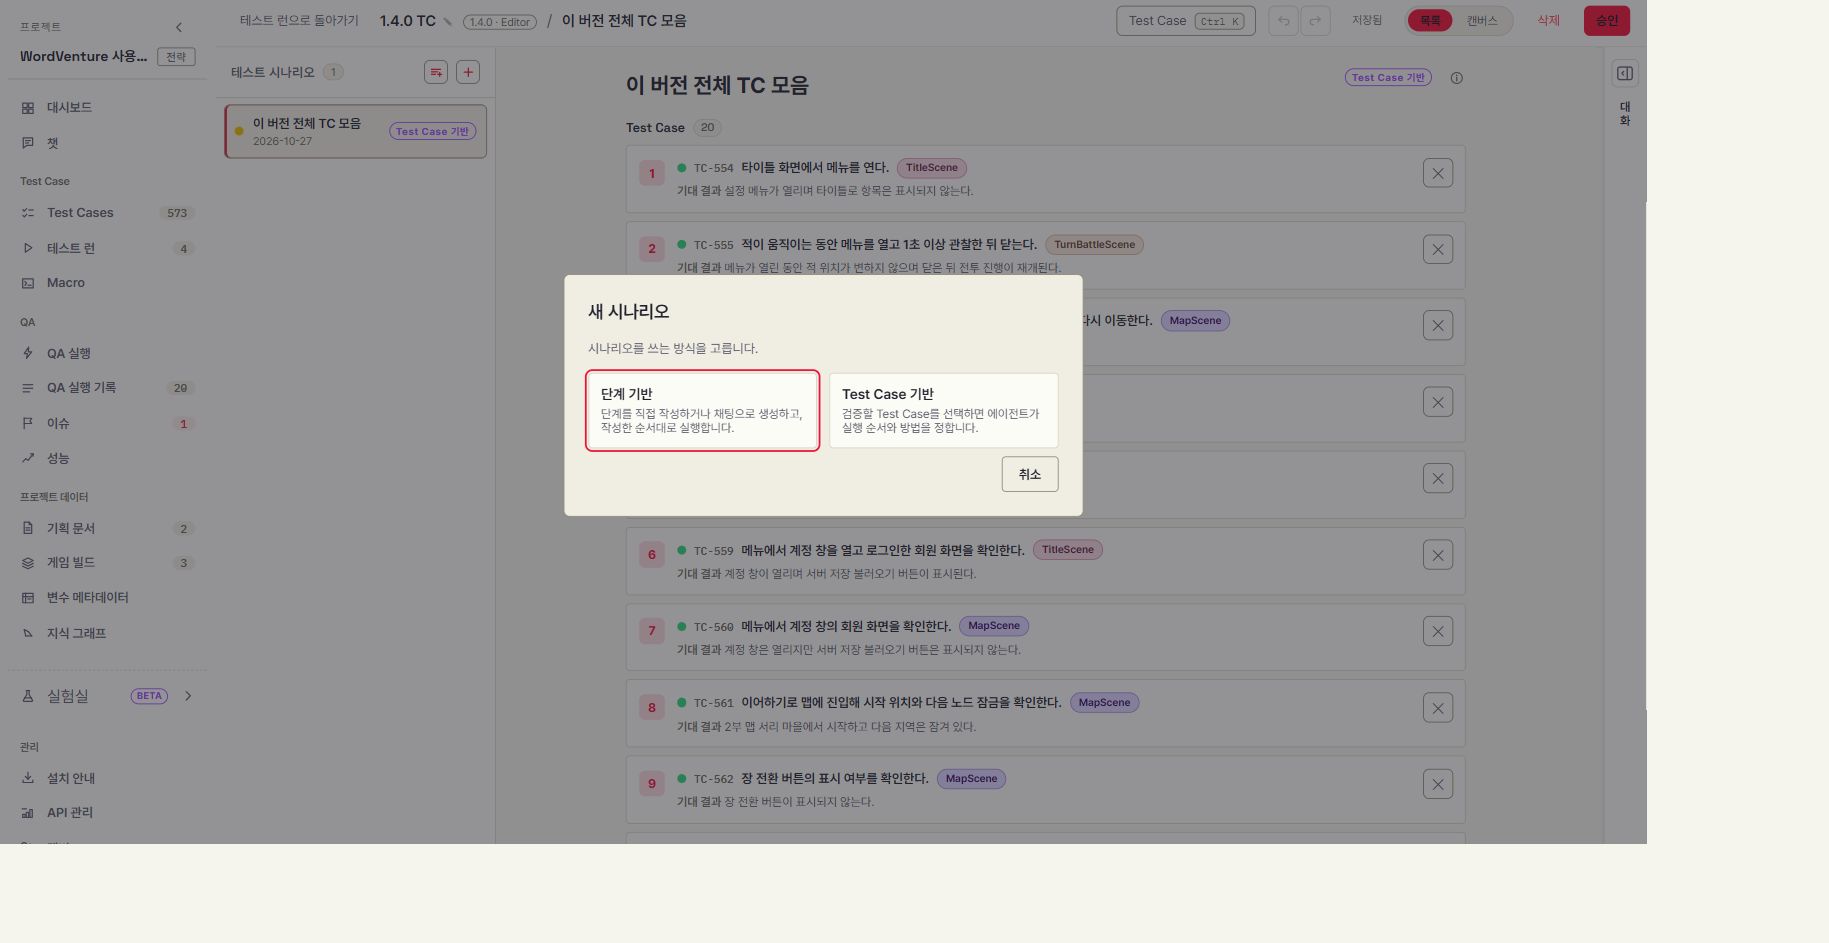 프로젝트
WordVenture 사용... 전략
대시보드
챗
Test Case
Test Cases 573
테스트 런 4
Macro
QA
QA 실행
QA 실행 기록 20
이슈 1
성능
프로젝트 데이터
기획 문서 2
게임 빌드 3
변수 메타데이터
지식 그래프
실험실 BETA
관리
설치 안내
API 관리
테스트 런으로 돌아가기 1.4.0 TC 1.4.0 · Editor / 이 버전 전체 TC 모음
Test Case Ctrl K 저장됨 목록 캔버스 삭제 승인
테스트 시나리오 1
이 버전 전체 TC 모음 Test Case 기반
2026-10-27
이 버전 전체 TC 모음 Test Case 기반
Test Case 20
1 TC-554 타이틀 화면에서 메뉴를 연다. TitleScene
기대 결과 설정 메뉴가 열리며 타이틀로 항목은 표시되지 않는다.
2 TC-555 적이 움직이는 동안 메뉴를 열고 1초 이상 관찰한 뒤 닫는다. TurnBattleScene
기대 결과 메뉴가 열린 동안 적 위치가 변하지 않으며 닫은 뒤 전투 진행이 재개된다.
다시 이동한다. MapScene
새 시나리오
시나리오를 쓰는 방식을 고릅니다.
단계 기반
단계를 직접 작성하거나 채팅으로 생성하고,
작성한 순서대로 실행합니다.
Test Case 기반
검증할 Test Case를 선택하면 에이전트가
실행 순서와 방법을 정합니다.
취소
6 TC-559 메뉴에서 계정 창을 열고 로그인한 회원 화면을 확인한다. TitleScene
기대 결과 계정 창이 열리며 서버 저장 불러오기 버튼이 표시된다.
7 TC-560 메뉴에서 계정 창의 회원 화면을 확인한다. MapScene
기대 결과 계정 창은 열리지만 서버 저장 불러오기 버튼은 표시되지 않는다.
8 TC-561 이어하기로 맵에 진입해 시작 위치와 다음 노드 잠금을 확인한다. MapScene
기대 결과 2부 맵 서리 마을에서 시작하고 다음 지역은 잠겨 있다.
9 TC-562 장 전환 버튼의 표시 여부를 확인한다. MapScene
기대 결과 장 전환 버튼이 표시되지 않는다.
대
화